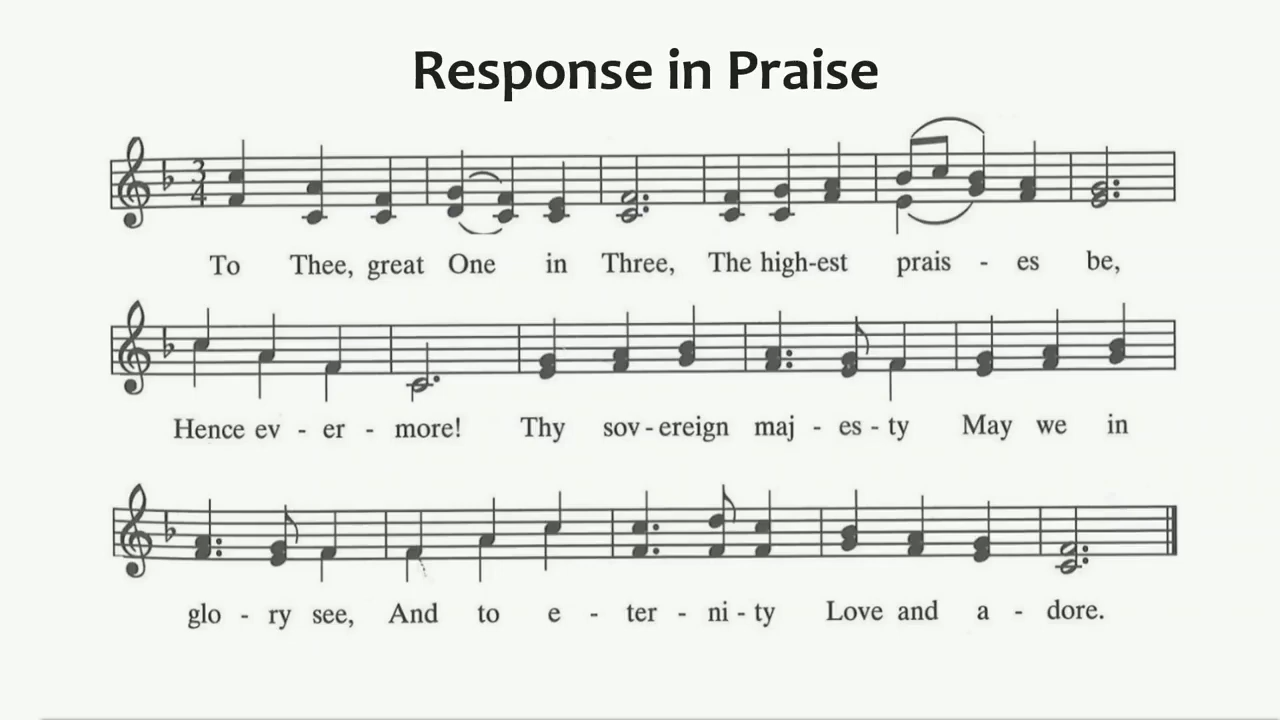 Response in Praise
3
4
To Thee, great One in Three, The high-est prais - es be,
Hence ev - er - more! Thy sov - ereign maj - es - ty May we in
glo - ry see, And to e - ter - ni - ty Love and a - dore.